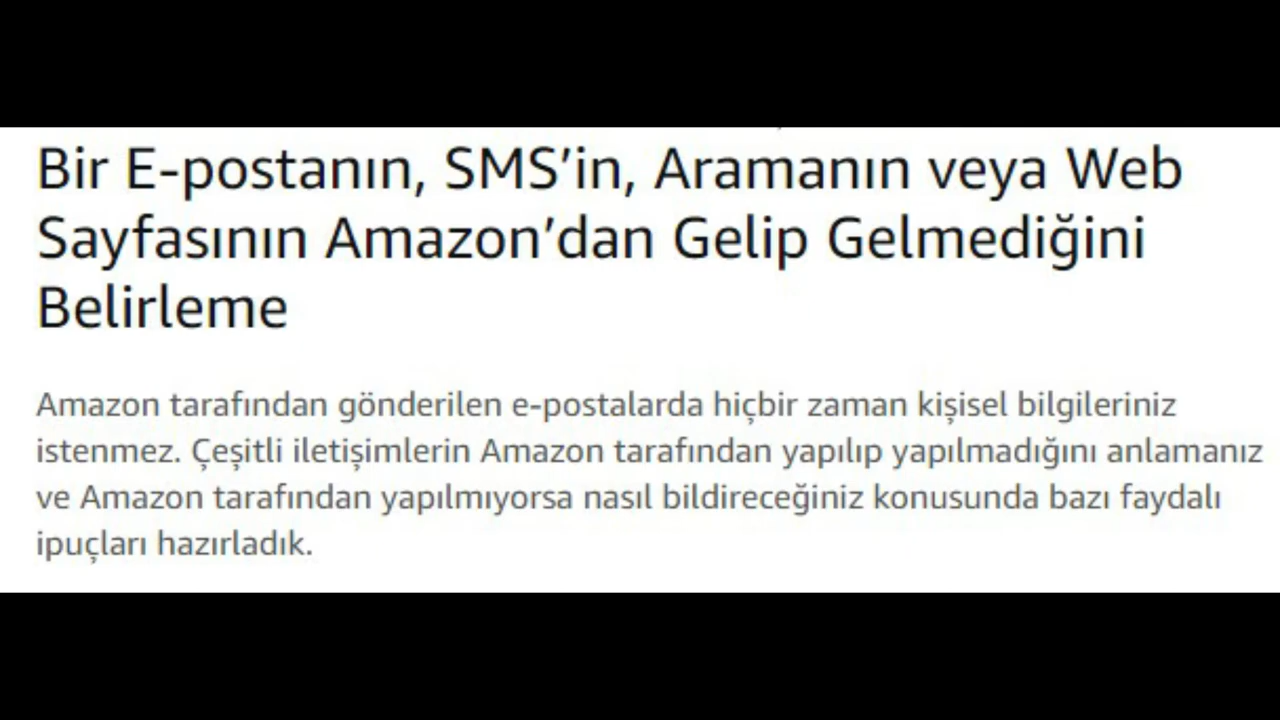 Bir E-postanın, SMS’in, Aramanın veya Web
Sayfasının Amazon’dan Gelip Gelmediğini
Belirleme
Amazon tarafından gönderilen e-postalarda hiçbir zaman kişisel bilgileriniz
istenmez. Çeşitli iletişimlerin Amazon tarafından yapılıp yapılmadığını anlamanız
ve Amazon tarafından yapılmıyorsa nasıl bildireceğiniz konusunda bazı faydalı
ipuçları hazırladık.